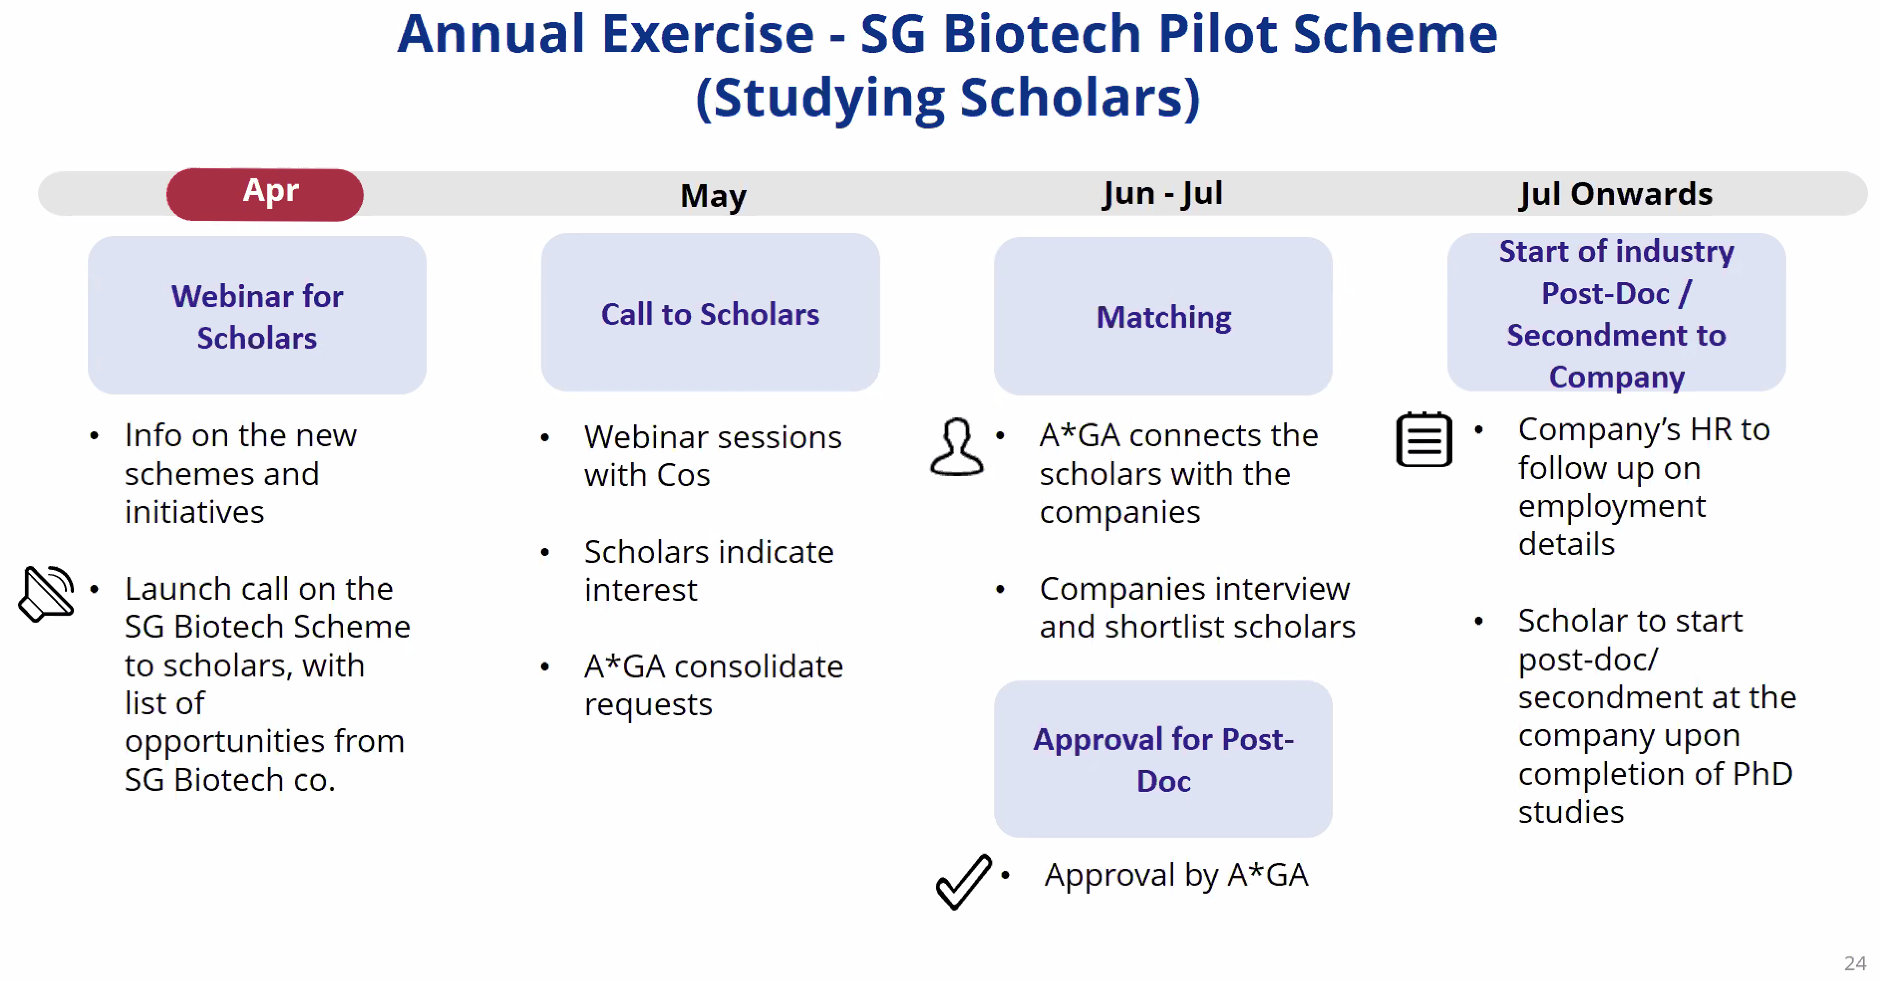 Annual Exercise - SG Biotech Pilot Scheme
(Studying Scholars)
Apr
May
Jun - Jul
Jul Onwards
Webinar for
Scholars
• Info on the new
schemes and
initiatives
• Launch call on the
SG Biotech Scheme
to scholars, with
list of
opportunities from
SG Biotech co.
Call to Scholars
• Webinar sessions
with Cos
• Scholars indicate
interest
• A*GA consolidate
requests
Matching
• A*GA connects the
scholars with the
companies
• Companies interview
and shortlist scholars
Approval for Post-
Doc
• Approval by A*GA
Start of industry
Post-Doc /
Secondment to
Company
• Company’s HR to
follow up on
employment
details
• Scholar to start
post-doc/
secondment at the
company upon
completion of PhD
studies
24